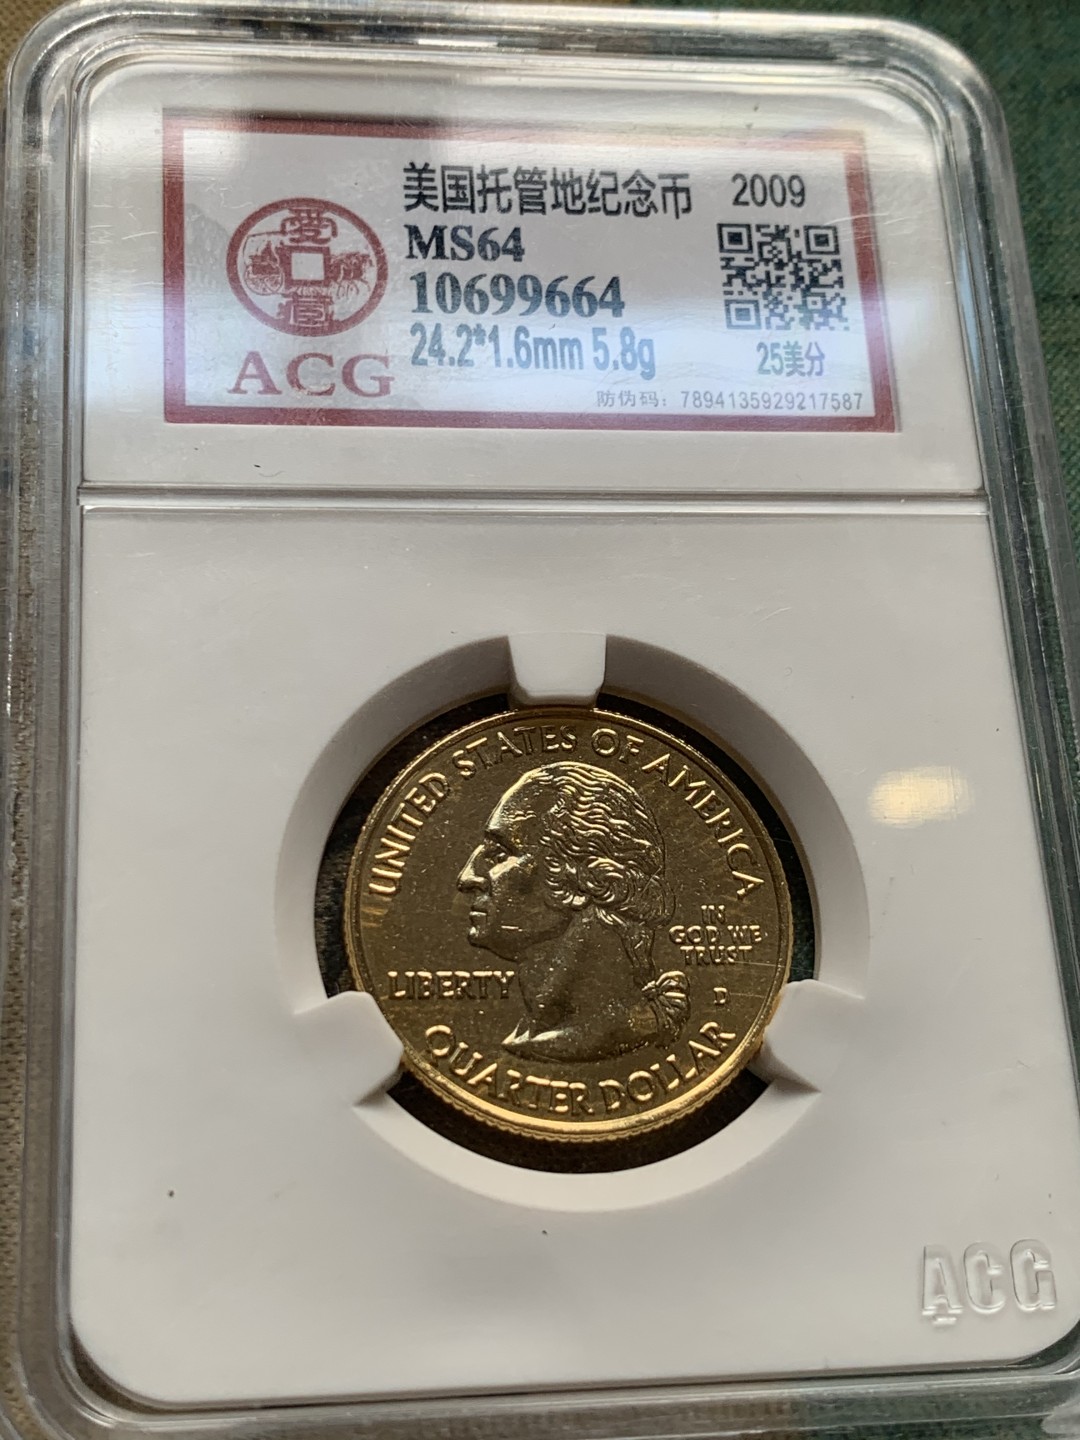 美国托管地纪念币 2009
MS64
10699664
24.2*1.6mm 5.8g
25美分
防伪码：7894135929217587
ACG
UNITED STATES OF AMERICA
IN
GOD WE
TRUST
LIBERTY
D
QUARTER DOLLAR
ACG